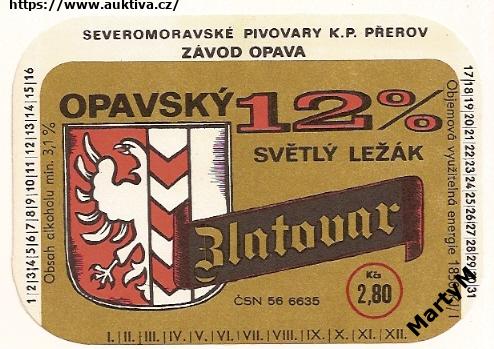 https://www.auktiva.cz/
SEVEROMORAVSKÉ PIVOVARY K.P. PŘEROV
ZÁVOD OPAVA
OPAVSKÝ 12%
SVĚTLÝ LEŽÁK
Zlatovar
Kčs
2,80
ČSN 56 6635
I.|II.|III.|IV.|V.|VI.|VII.|VIII.|IX.|X.|XI.|XII.
1|2|3|4|5|6|7|8|9|10|11|12|13|14|15|16
Obsah alkoholu min. 3,1 %
17|18|19|20|21|22|23|24|25|26|27|28|29|30|31
Objemová využitelná energie
MartyM